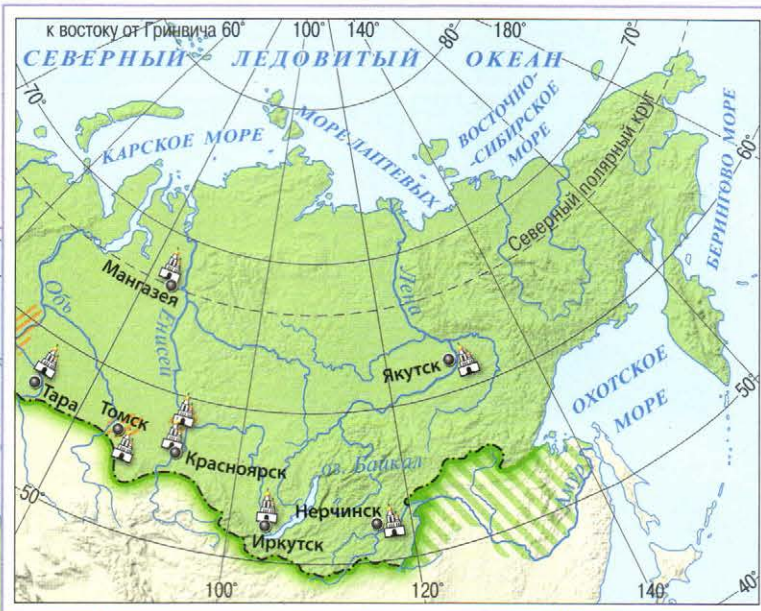 к востоку от Гринвича 60° 100° 140° 80° 180° 70°
СЕВЕРНЫЙ ЛЕДОВИТЫЙ ОКЕАН
70°
КАРСКОЕ МОРЕ
МОРЕ ЛАПТЕВЫХ
ВОСТОЧНО-
-СИБИРСКОЕ
МОРЕ
Северный полярный круг
60°
БЕРИНГОВО МОРЕ
Мангазея
Обь
Енисей
Лена
Якутск
ОХОТСКОЕ
МОРЕ
50°
Тара
Томск
Красноярск
оз. Байкал
Амур
50°
Нерчинск
Иркутск
100° 120° 140° 40°